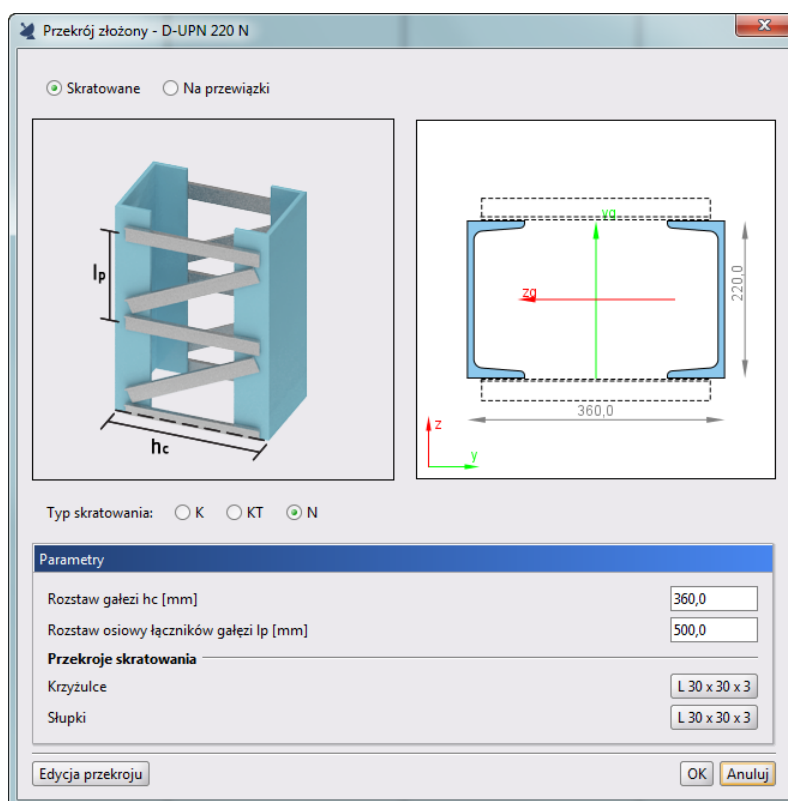 Przekrój złożony - D-UPN 220 N
Skratowane Na przewiązki
lp
hc
yg
zg
220,0
360,0
z
y
Typ skratowania: K KT N
Parametry
Rozstaw gałezi hc [mm] 360,0
Rozstaw osiowy łączników gałęzi lp [mm] 500,0
Przekroje skratowania
Krzyżulce L 30 x 30 x 3
Słupki L 30 x 30 x 3
Edycja przekroju OK Anuluj